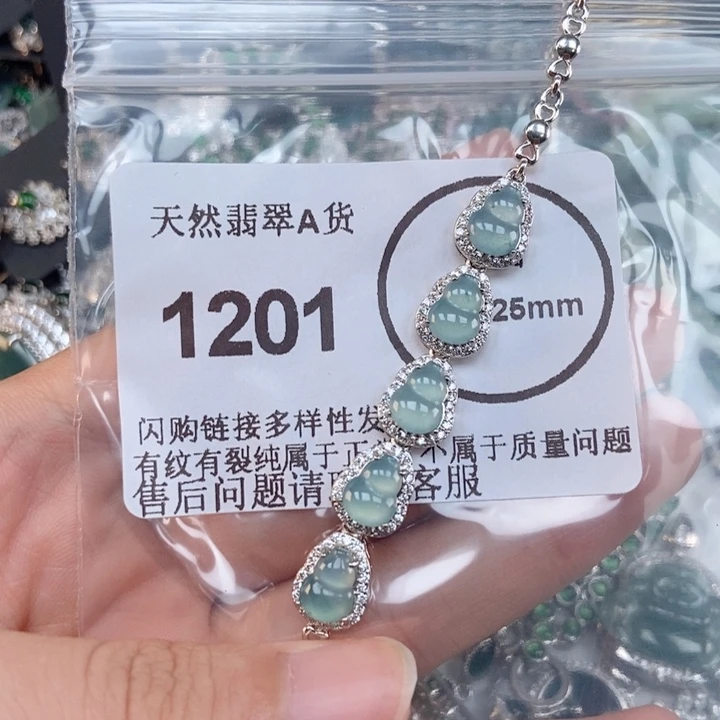 天然翡翠A货
1201
25mm
闪购链接多样性发
有纹有裂纯属于正 不属于质量问题
售后问题请 客服